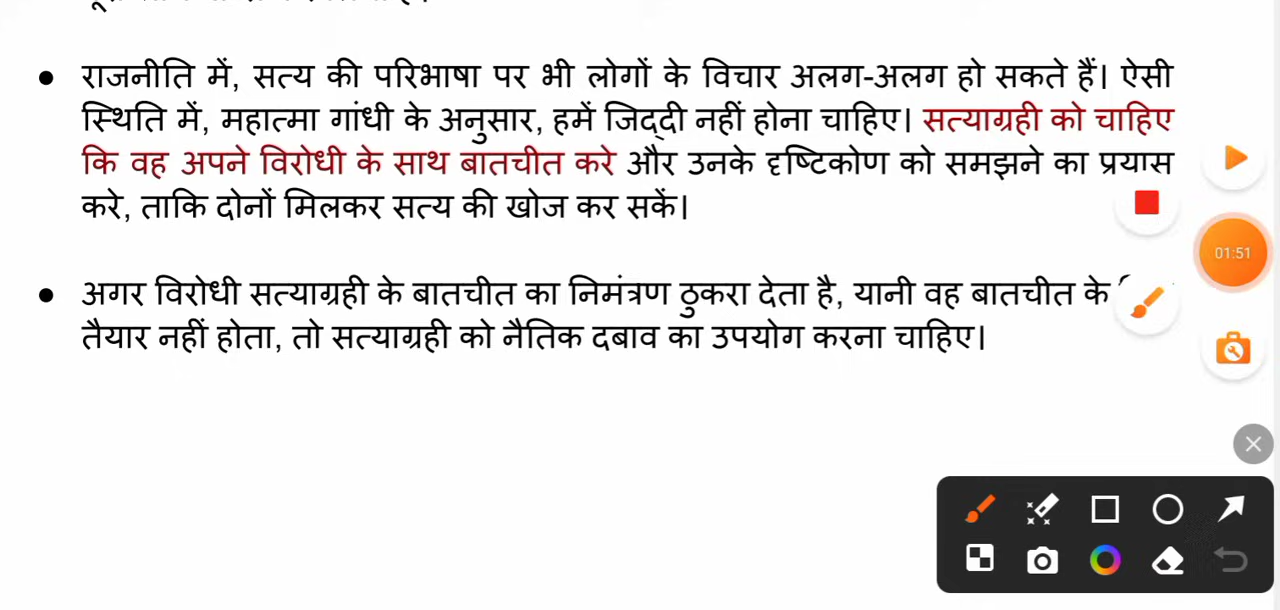 राजनीति में, सत्य की परिभाषा पर भी लोगों के विचार अलग-अलग हो सकते हैं। ऐसी
स्थिति में, महात्मा गांधी के अनुसार, हमें जिद्दी नहीं होना चाहिए। सत्याग्रही को चाहिए
कि वह अपने विरोधी के साथ बातचीत करे और उनके दृष्टिकोण को समझने का प्रयास
करे, ताकि दोनों मिलकर सत्य की खोज कर सकें।
अगर विरोधी सत्याग्रही के बातचीत का निमंत्रण ठुकरा देता है, यानी वह बातचीत के
तैयार नहीं होता, तो सत्याग्रही को नैतिक दबाव का उपयोग करना चाहिए।
01:51